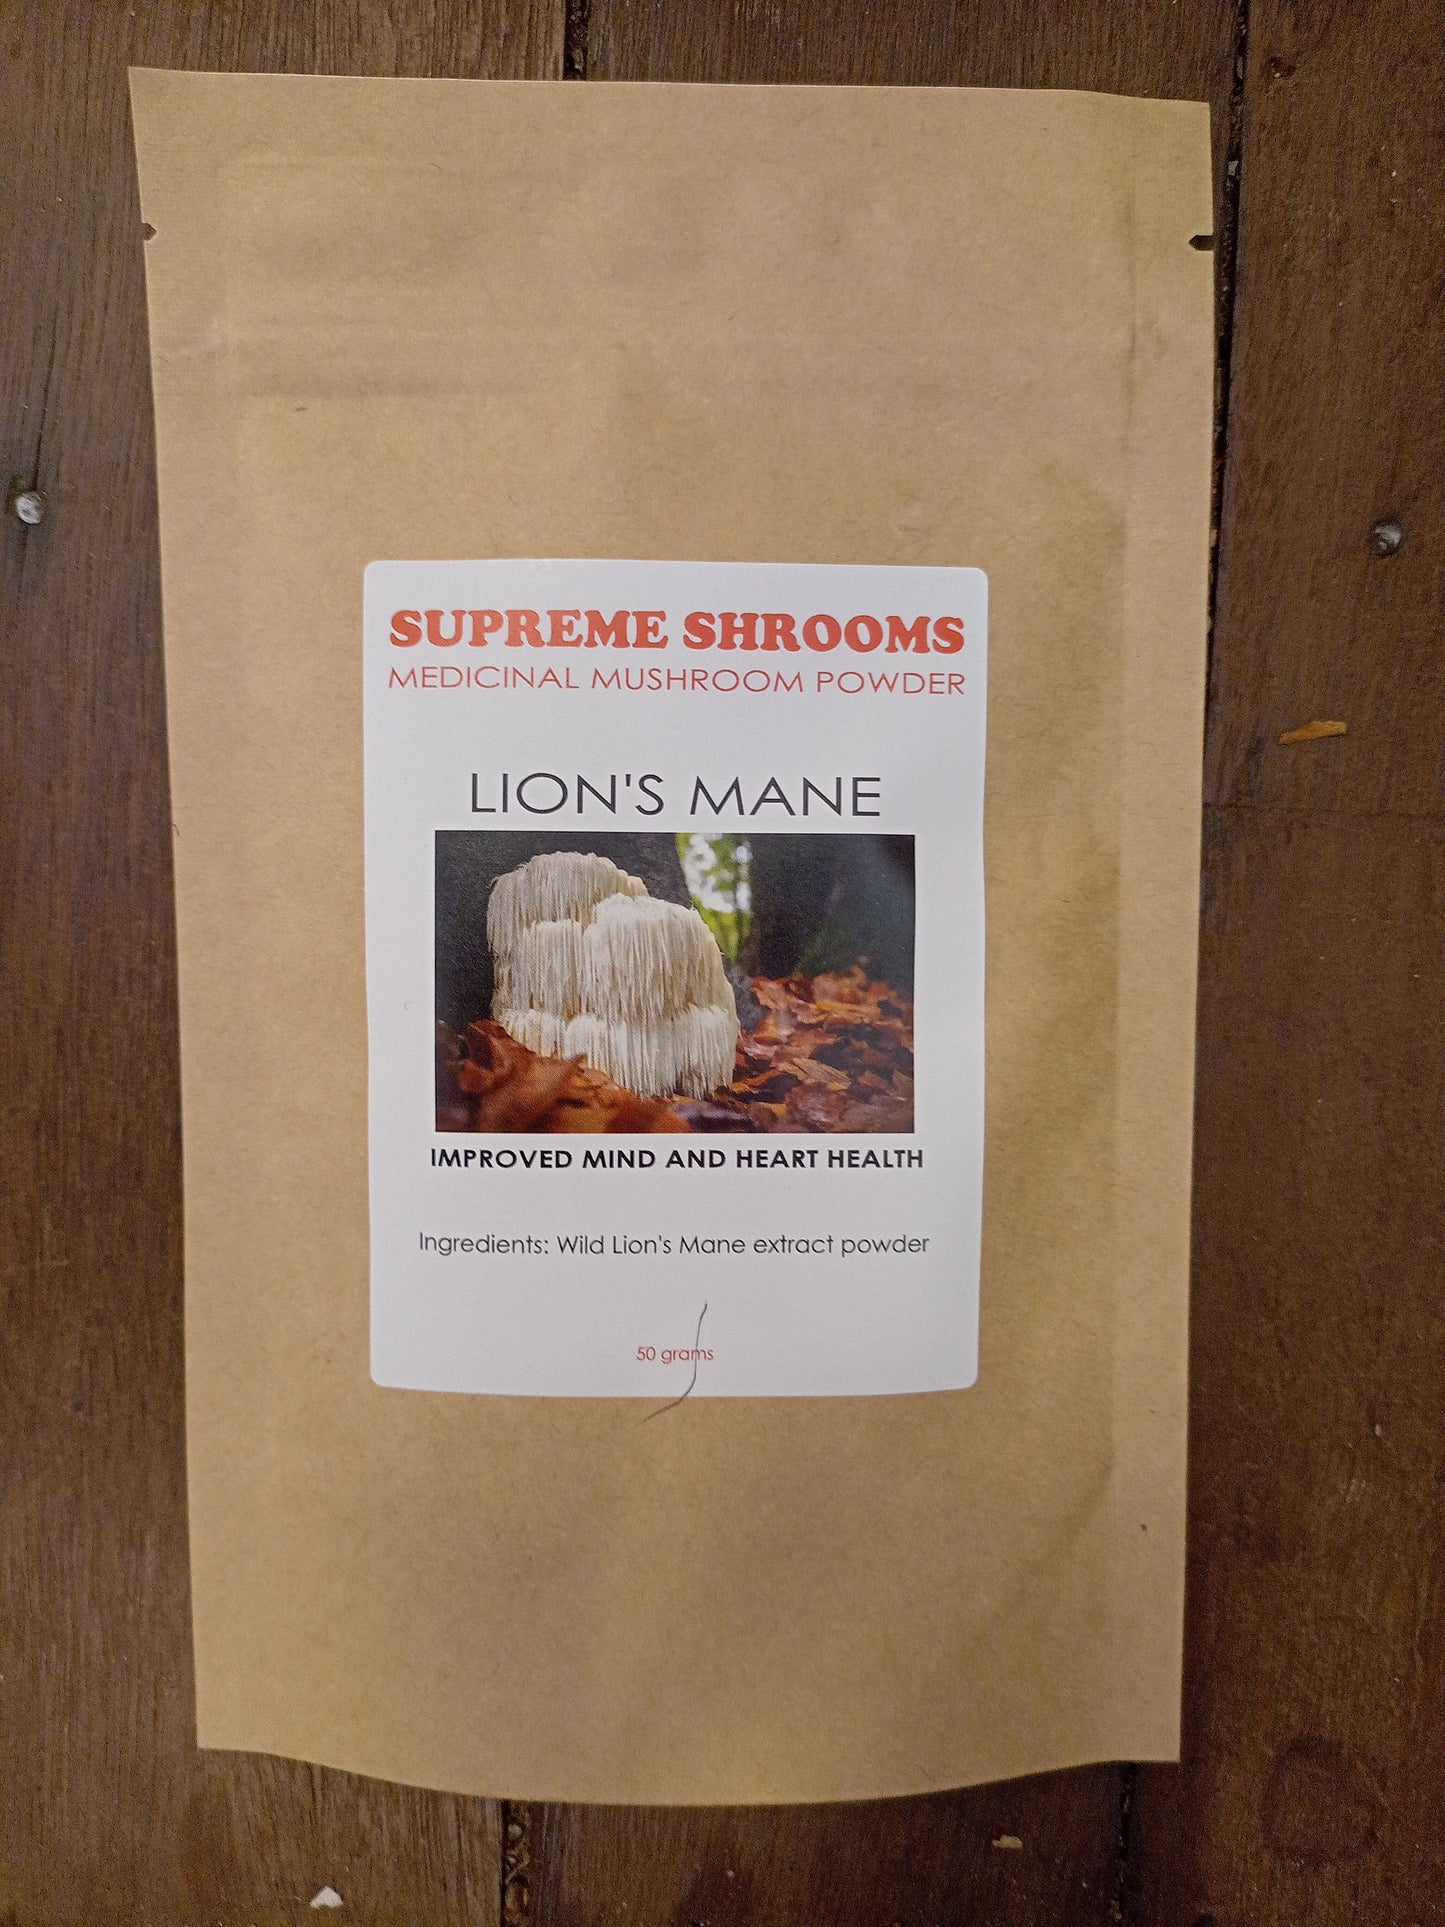 SUPREME SHROOMS
MEDICINAL MUSHROOM POWDER
LION'S MANE
IMPROVED MIND AND HEART HEALTH
Ingredients: Wild Lion's Mane extract powder
50 grams